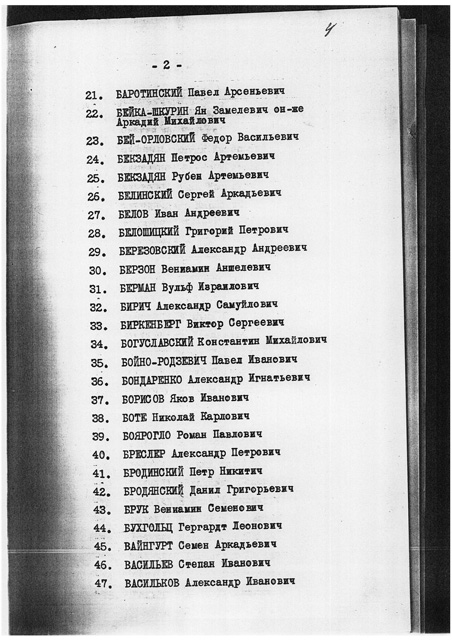 4
- 2 -
21. БАРОТИНСКИЙ Павел Арсеньевич
22. БЕЙКА-ШКУРИН Ян Замелевич он-же
Аркадий Михайлович
23. БЕЙ-ОРЛОВСКИЙ Федор Васильевич
24. БЕКЗАДЯН Петрос Артемьевич
25. БЕКЗАДЯН Рубен Артемьевич
26. БЕЛИНСКИЙ Сергей Аркадьевич
27. БЕЛОВ Иван Андреевич
28. БЕЛОШИЦКИЙ Григорий Петрович
29. БЕРЕЗОВСКИЙ Александр Андреевич
30. БЕРЗОН Вениамин Аншелевич
31. БЕРМАН Вульф Израилович
32. БИРИЧ Александр Самуйлович
33. БИРКЕНБЕРГ Виктор Сергеевич
34. БОГУСЛАВСКИЙ Константин Михайлович
35. БОЙНО-РОДЗЕВИЧ Павел Иванович
36. БОНДАРЕНКО Александр Игнатьевич
37. БОРИСОВ Яков Иванович
38. БОТЕ Николай Карлович
39. БОЯРОГЛО Роман Павлович
40. БРЕСЛЕР Александр Петрович
41. БРОДИНСКИЙ Петр Никитич
42. БРОДЯНСКИЙ Данил Григорьевич
43. БРУК Вениамин Семенович
44. БУХГОЛЬЦ Гергардт Леонович
45. ВАЙНГУРТ Семен Аркадьевич
46. ВАСИЛЬЕВ Степан Иванович
47. ВАСИЛЬКОВ Александр Иванович